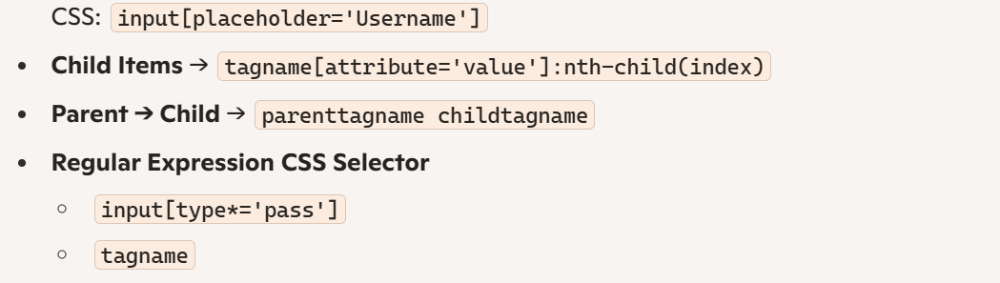 CSS: input[placeholder='Username']
• Child Items → tagname[attribute='value']:nth-child(index)
• Parent → Child → parenttagname childtagname
• Regular Expression CSS Selector
○ input[type*='pass']
○ tagname